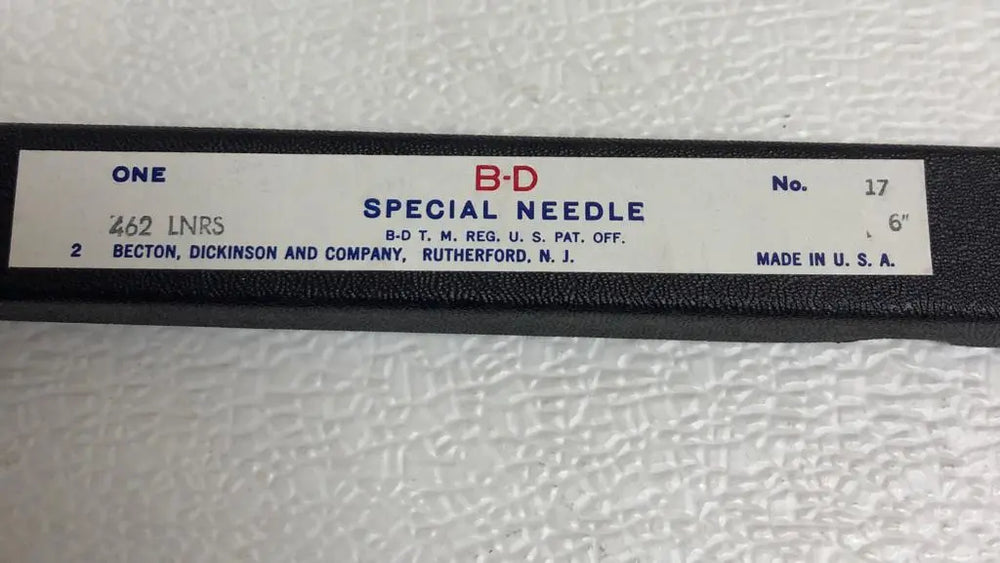 ONE B-D No. 17
SPECIAL NEEDLE
462 LNRS 6"
B-D T. M. REG. U. S. PAT. OFF.
2 BECTON, DICKINSON AND COMPANY, RUTHERFORD, N. J. MADE IN U. S. A.